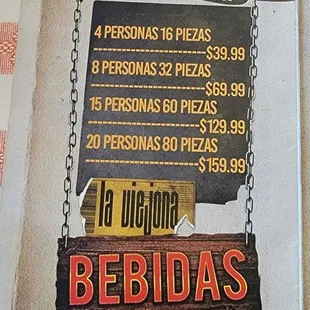 4 PERSONAS 16 PIEZAS
--------------------$39.99
8 PERSONAS 32 PIEZAS
--------------------$69.99
15 PERSONAS 60 PIEZAS
-------------------$129.99
20 PERSONAS 80 PIEZAS
-------------------$159.99
la viejona
BEBIDAS